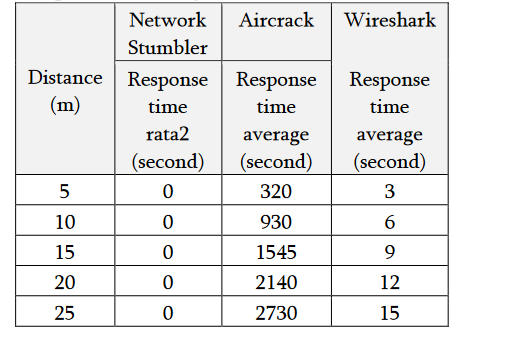 Network Stumbler Aircrack Wireshark
Distance (m) Response time rata2 (second) Response time average (second) Response time average (second)
5 0 320 3
10 0 930 6
15 0 1545 9
20 0 2140 12
25 0 2730 15